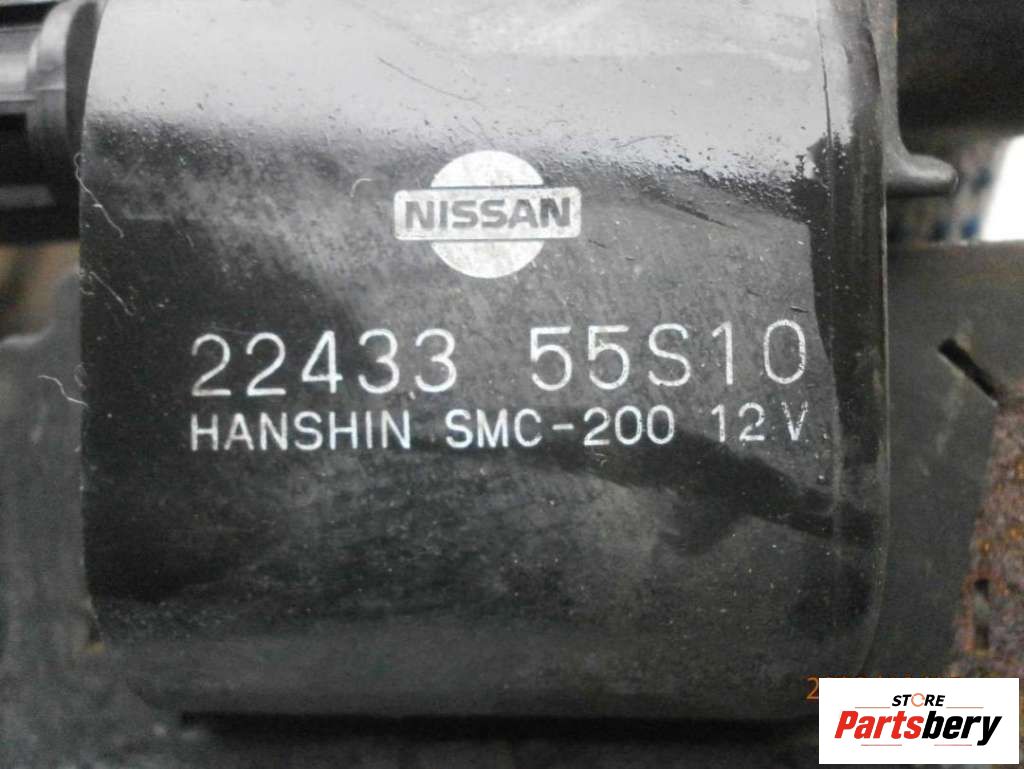 NISSAN
22433 55S10
HANSHIN SMC-200 12V
STORE
Partsbery